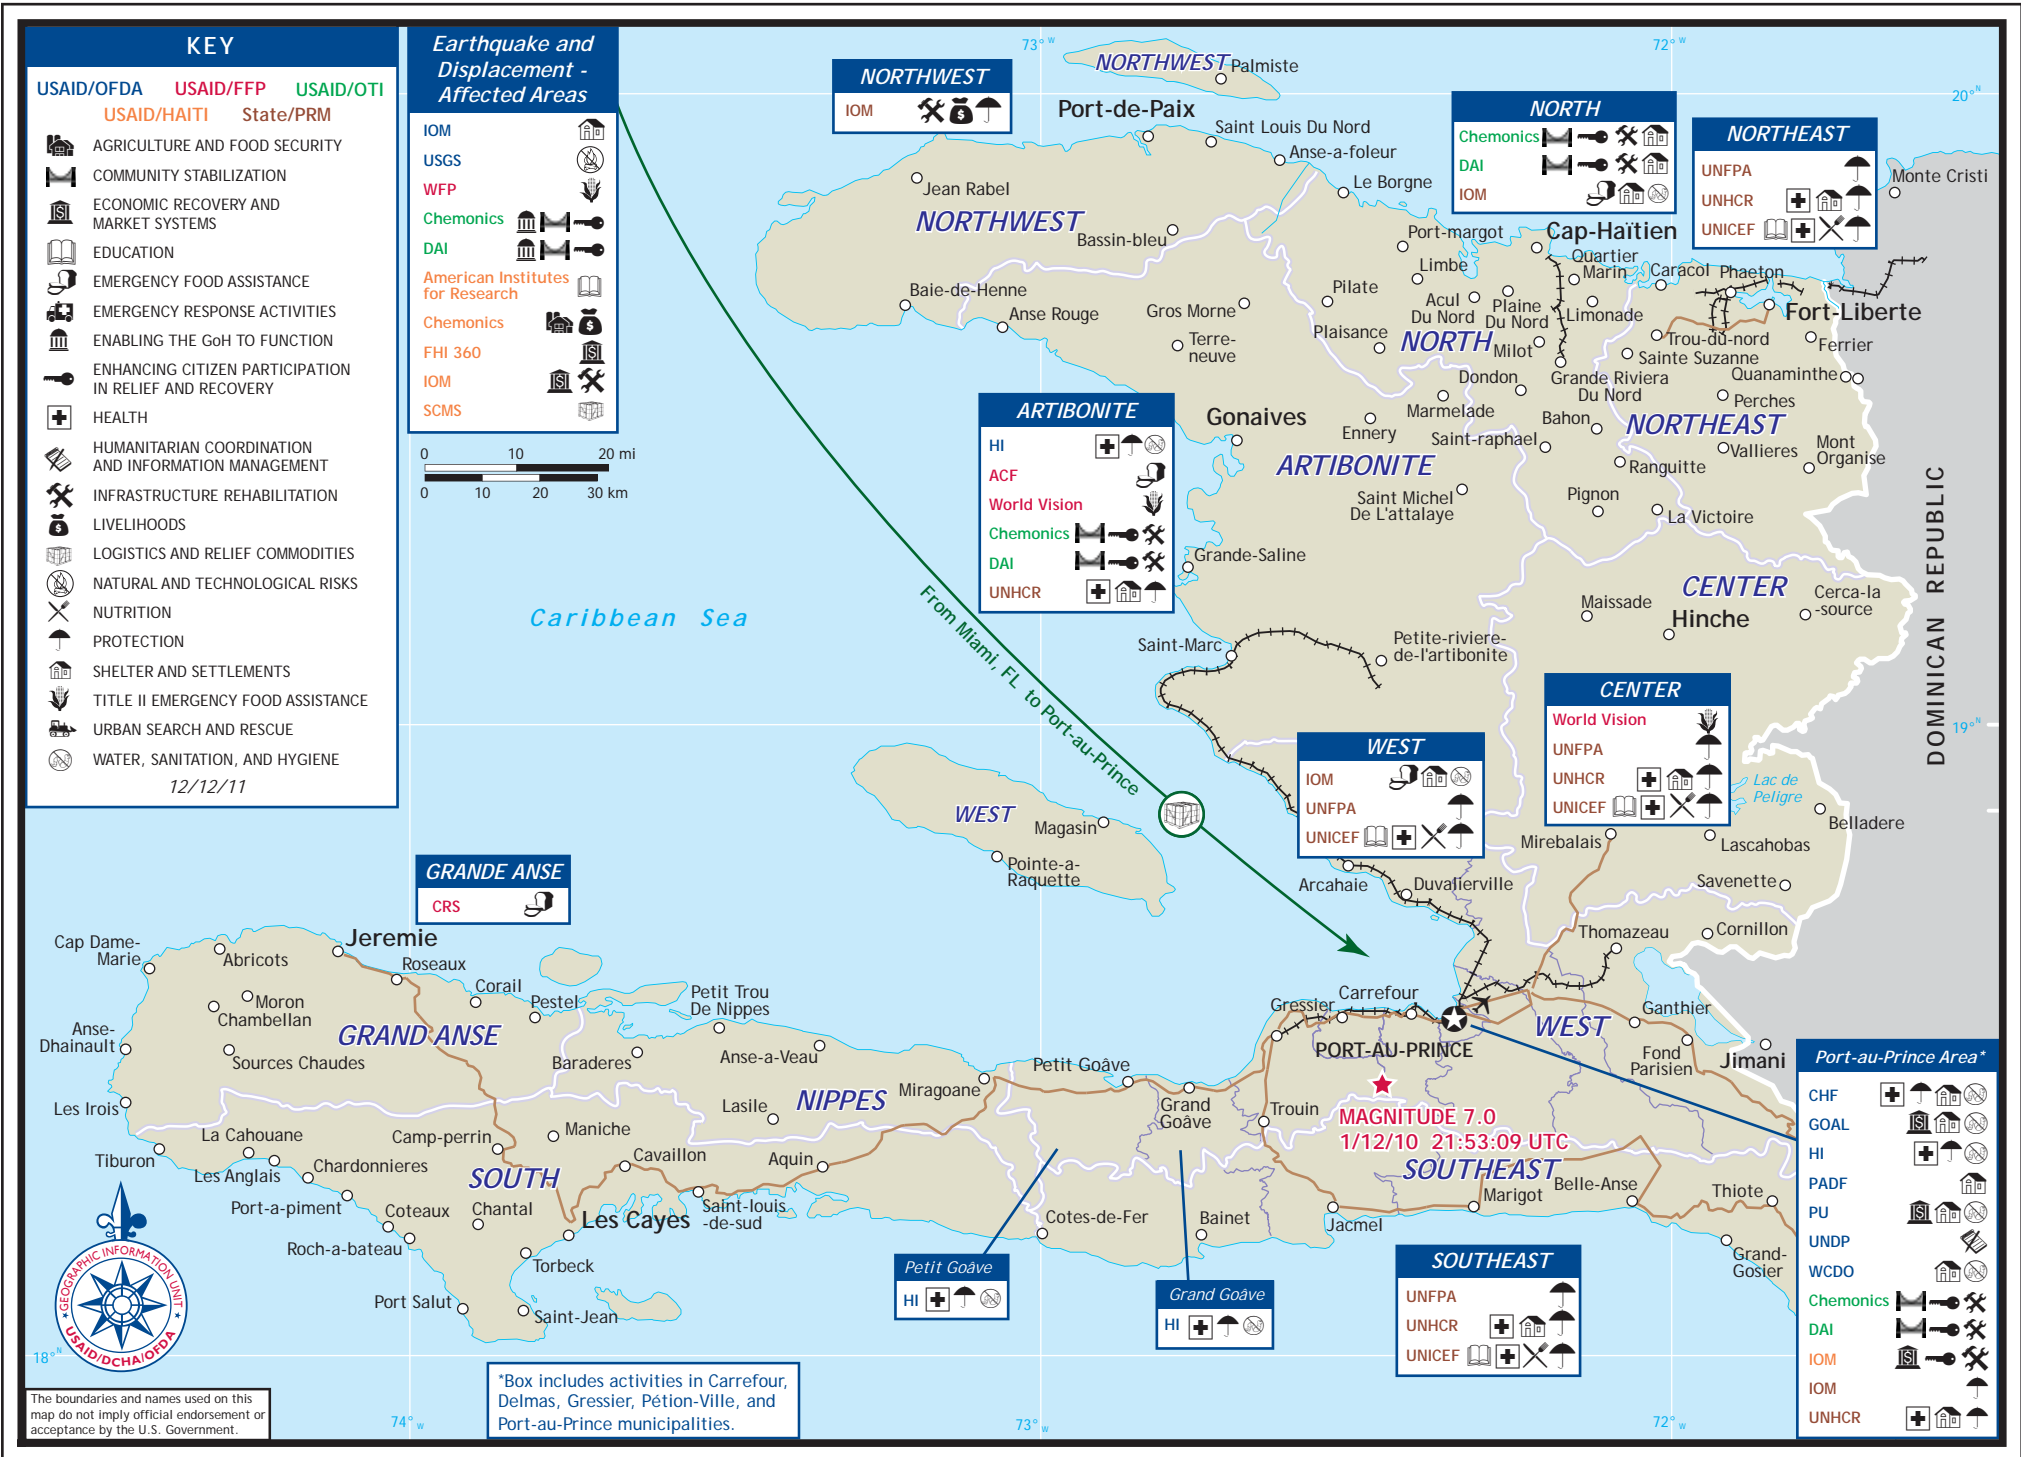 KEY
USAID/OFDA USAID/FFP USAID/OTI
USAID/HAITI State/PRM
AGRICULTURE AND FOOD SECURITY
COMMUNITY STABILIZATION
ECONOMIC RECOVERY AND
MARKET SYSTEMS
EDUCATION
EMERGENCY FOOD ASSISTANCE
EMERGENCY RESPONSE ACTIVITIES
ENABLING THE GoH TO FUNCTION
ENHANCING CITIZEN PARTICIPATION
IN RELIEF AND RECOVERY
HEALTH
HUMANITARIAN COORDINATION
AND INFORMATION MANAGEMENT
INFRASTRUCTURE REHABILITATION
LIVELIHOODS
LOGISTICS AND RELIEF COMMODITIES
NATURAL AND TECHNOLOGICAL RISKS
NUTRITION
PROTECTION
SHELTER AND SETTLEMENTS
TITLE II EMERGENCY FOOD ASSISTANCE
URBAN SEARCH AND RESCUE
WATER, SANITATION, AND HYGIENE
12/12/11
Earthquake and
Displacement -
Affected Areas
IOM
USGS
WFP
Chemonics
DAI
American Institutes
for Research
Chemonics
FHI 360
IOM
SCMS
0 10 20 mi
0 10 20 30 km
NORTHWEST
IOM
73° W
72° W
20° N
NORTHWEST
Palmiste
Port-de-Paix
Saint Louis Du Nord
Anse-a-foleur
Le Borgne
Jean Rabel
NORTHWEST
Bassin-bleu
Baie-de-Henne
Anse Rouge
Gros Morne
Terre-
neuve
NORTH
Chemonics
DAI
IOM
NORTHEAST
UNFPA
UNHCR
UNICEF
Monte Cristi
Port-margot
Cap-Haïtien
Limbe
Quartier
Marin
Caracol
Phaeton
Pilate
Acul
Du Nord
Plaine
Du Nord
Limonade
Fort-Liberte
Plaisance
NORTH
Milot
Trou-du-nord
Ferrier
Sainte Suzanne
Quanaminthe
Dondon
Grande Riviera
Du Nord
Perches
Marmelade
Bahon
NORTHEAST
Ennery
Saint-raphael
Vallieres
Mont
Organise
Ranguitte
ARTIBONITE
HI
ACF
World Vision
Chemonics
DAI
UNHCR
Gonaives
ARTIBONITE
Saint Michel
De L'attalaye
Pignon
La Victoire
Grande-Saline
CENTER
Cerca-la
-source
Maissade
Hinche
DOMINICAN REPUBLIC
Caribbean Sea
From Miami, FL to Port-au-Prince
Saint-Marc
Petite-riviere-
de-l'artibonite
CENTER
World Vision
UNFPA
UNHCR
UNICEF
19° N
Lac de
Peligre
WEST
IOM
UNFPA
UNICEF
WEST
Magasin
Pointe-a-
Raquette
Belladere
Mirebalais
Lascahobas
Arcahaie
Duvalierville
Savenette
Thomazeau
Cornillon
GRANDE ANSE
CRS
Cap Dame-
Marie
Abricots
Jeremie
Roseaux
Corail
Pestel
Moron
Chambellan
Anse-
Dhainault
GRAND ANSE
Sources Chaudes
Baraderes
Petit Trou
De Nippes
Anse-a-Veau
Les Irois
Lasile
NIPPES
Miragoane
Petit Goâve
Grand
Goâve
Gressier
Carrefour
PORT-AU-PRINCE
WEST
Ganthier
Fond
Parisien
Jimani
Trouin
MAGNITUDE 7.0
1/12/10 21:53:09 UTC
SOUTHEAST
Tiburon
La Cahouane
Les Anglais
Camp-perrin
Maniche
Chardonnieres
Cavaillon
Aquin
SOUTH
Port-a-piment
Coteaux
Chantal
Les Cayes
Saint-louis
-de-sud
Roch-a-bateau
Torbeck
Port Salut
Saint-Jean
Cotes-de-Fer
Bainet
Jacmel
Marigot
Belle-Anse
Thiote
Grand-
Gosier
Petit Goâve
HI
Grand Goâve
HI
SOUTHEAST
UNFPA
UNHCR
UNICEF
Port-au-Prince Area*
CHF
GOAL
HI
PADF
PU
UNDP
WCDO
Chemonics
DAI
IOM
IOM
UNHCR
GEOGRAPHIC INFORMATION UNIT
USAID/DCHA/OFDA
18° N
74° W
73° W
72° W
The boundaries and names used on this
map do not imply official endorsement or
acceptance by the U.S. Government.
*Box includes activities in Carrefour,
Delmas, Gressier, Pétion-Ville, and
Port-au-Prince municipalities.